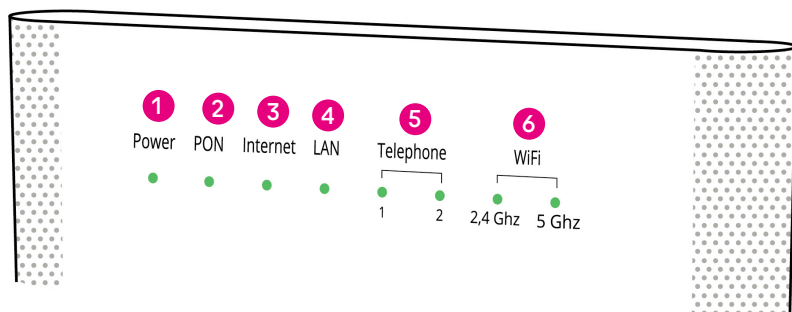 1 2 3 4 5 6
Power PON Internet LAN Telephone WiFi
1 2 2,4 Ghz 5 Ghz